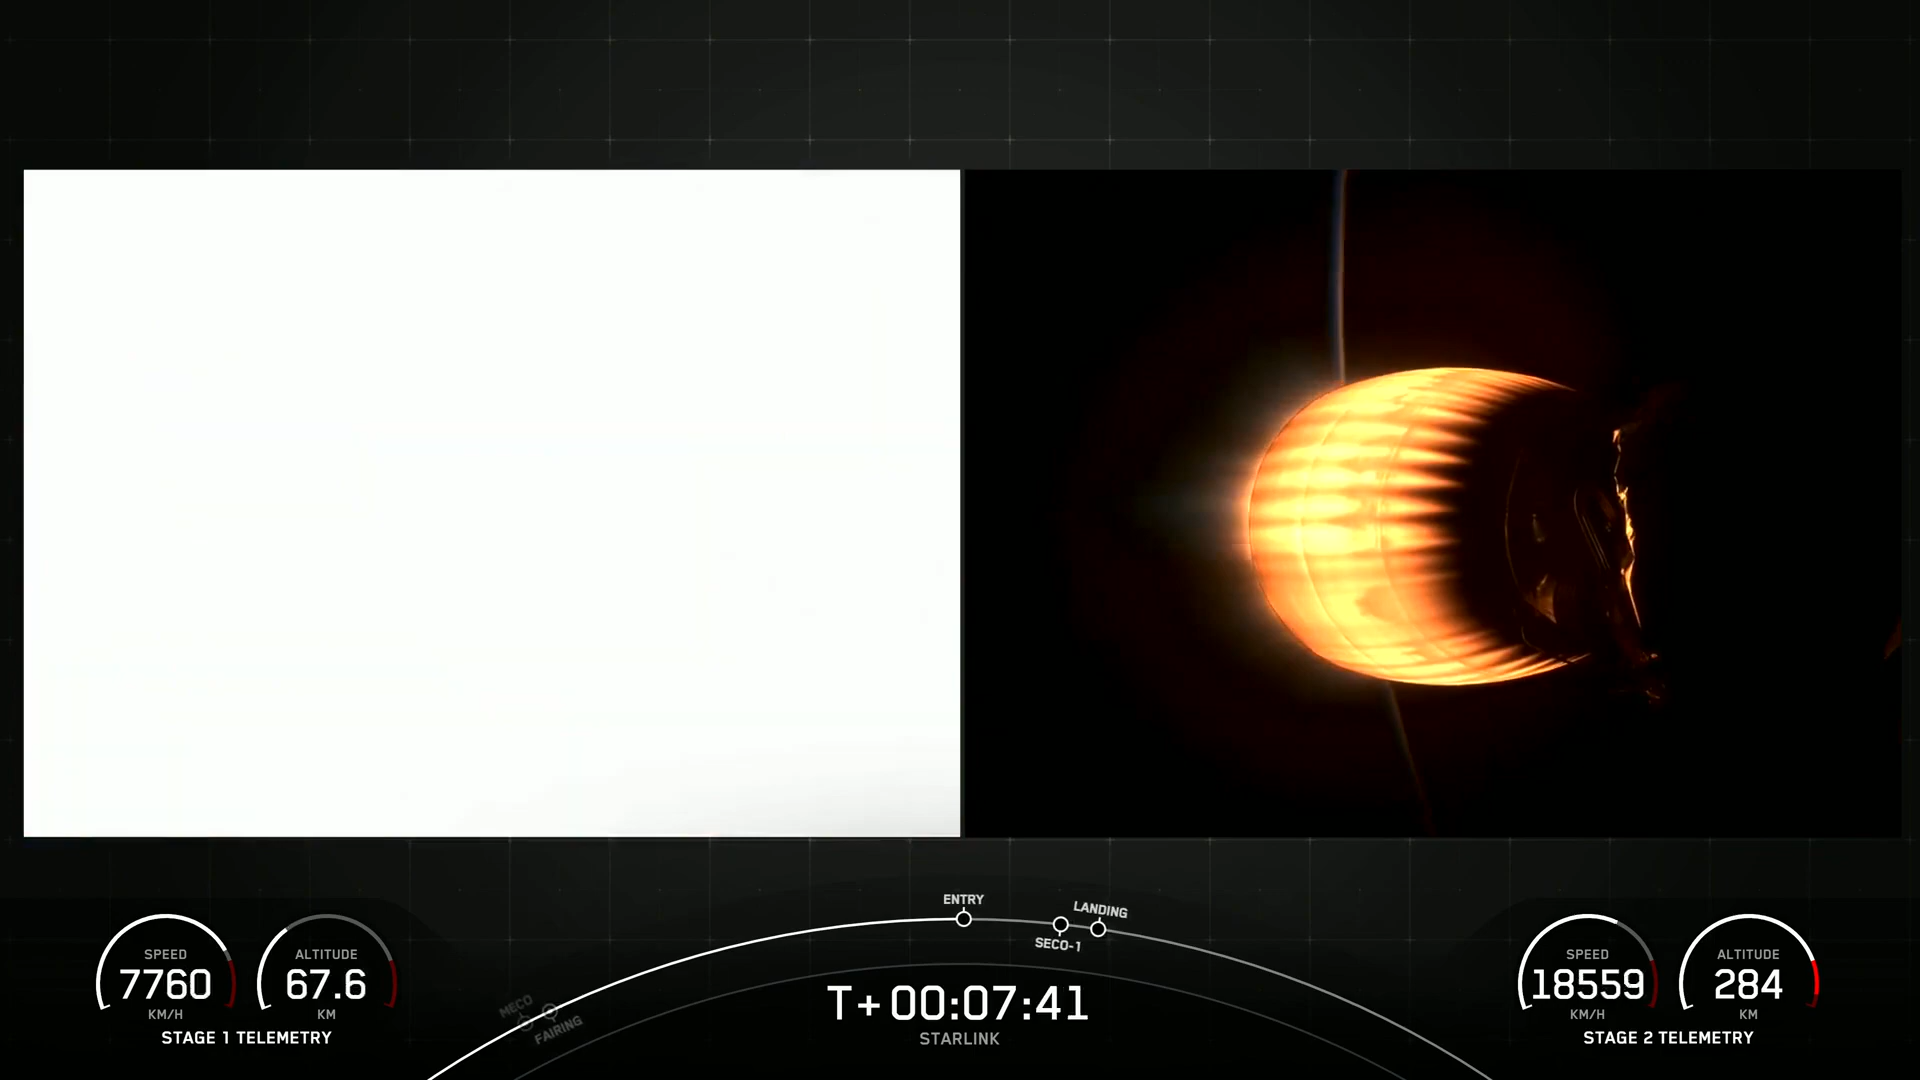 ENTRY
LANDING
SECO-1
MECO
FAIRING
SPEED
7760
KM/H
ALTITUDE
67.6
KM
STAGE 1 TELEMETRY
T+00:07:41
STARLINK
SPEED
18559
KM/H
ALTITUDE
284
KM
STAGE 2 TELEMETRY